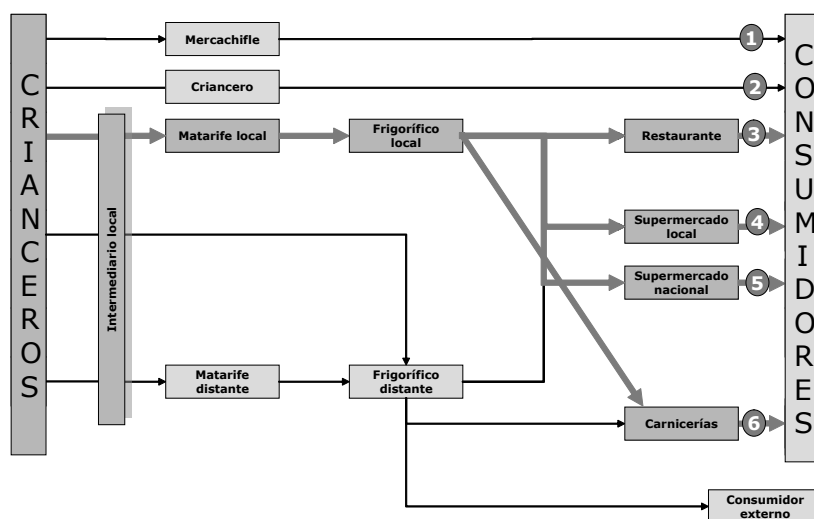 CRIANCEROS
Mercachifle
1
Criancero
2
CONSUMIDORES
Intermediario local
Matarife local
Frigorífico
local
Restaurante
3
Supermercado
local
4
Supermercado
nacional
5
Matarife
distante
Frigorífico
distante
Carnicerías
6
Consumidor
externo